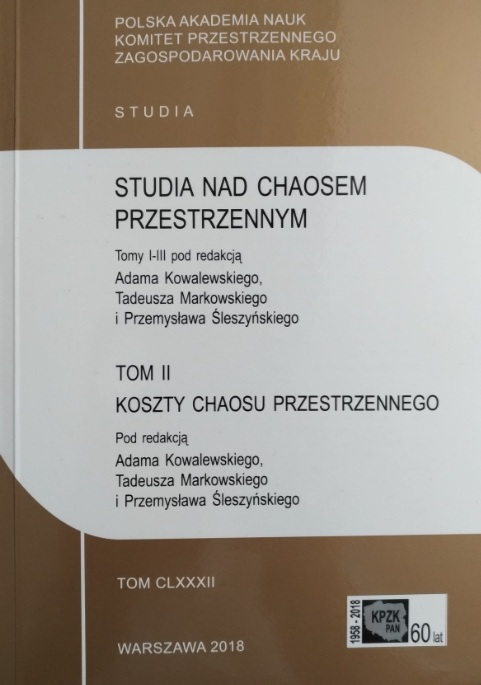 POLSKA AKADEMIA NAUK
KOMITET PRZESTRZENNEGO
ZAGOSPODAROWANIA KRAJU
STUDIA
STUDIA NAD CHAOSEM
PRZESTRZENNYM
Tomy I-III pod redakcją
Adama Kowalewskiego,
Tadeusza Markowskiego
i Przemysława Śleszyńskiego
TOM II
KOSZTY CHAOSU PRZESTRZENNEGO
Pod redakcją
Adama Kowalewskiego,
Tadeusza Markowskiego
i Przemysława Śleszyńskiego
TOM CLXXXII
WARSZAWA 2018
1958 - 2018
KPZK
PAN
60 lat